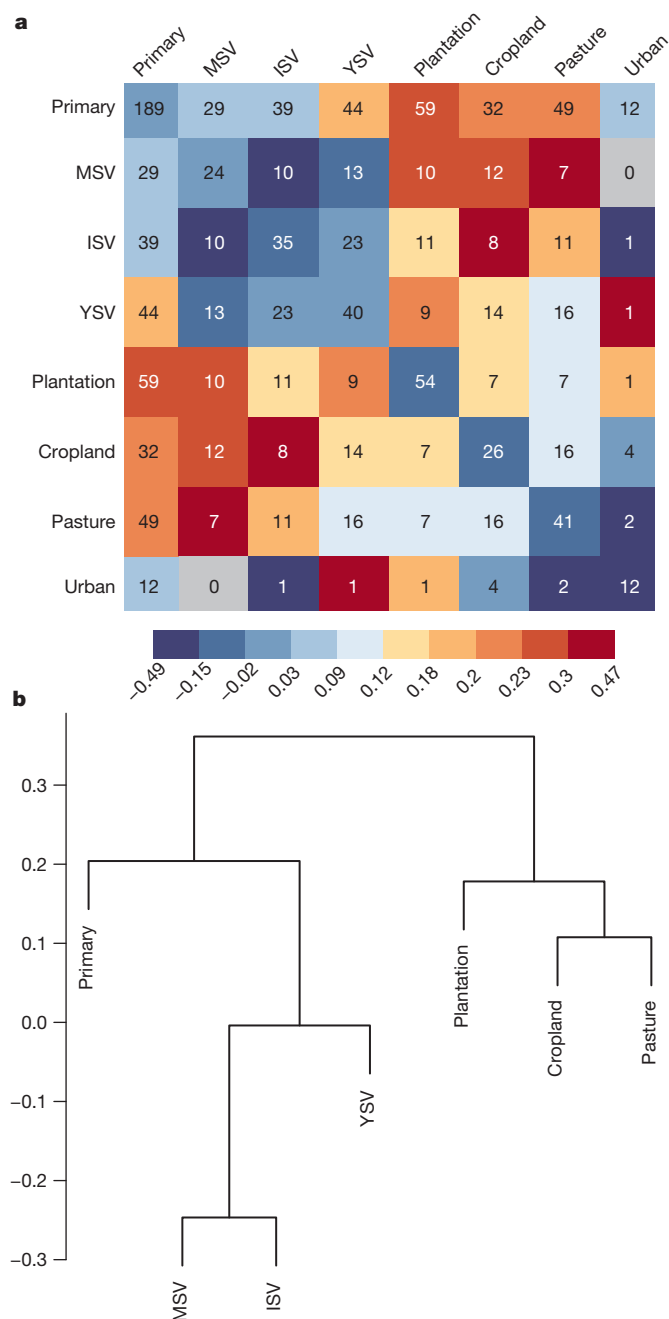 a
Primary MSV ISV YSV Plantation Cropland Pasture Urban
Primary 189 29 39 44 59 32 49 12
MSV 29 24 10 13 10 12 7 0
ISV 39 10 35 23 11 8 11 1
YSV 44 13 23 40 9 14 16 1
Plantation 59 10 11 9 54 7 7 1
Cropland 32 12 8 14 7 26 16 4
Pasture 49 7 11 16 7 16 41 2
Urban 12 0 1 1 1 4 2 12
−0.49 −0.15 −0.02 0.03 0.09 0.12 0.18 0.2 0.23 0.3 0.47
b
0.3
0.2
0.1
0.0
−0.1
−0.2
−0.3
Primary
MSV
ISV
YSV
Plantation
Cropland
Pasture